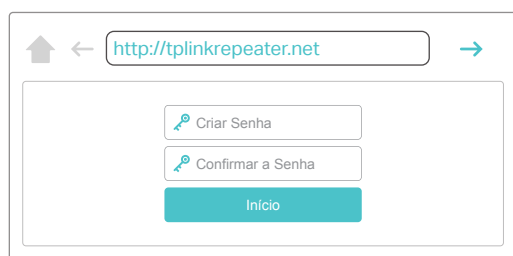 http://tplinkrepeater.net
Criar Senha
Confirmar a Senha
Início